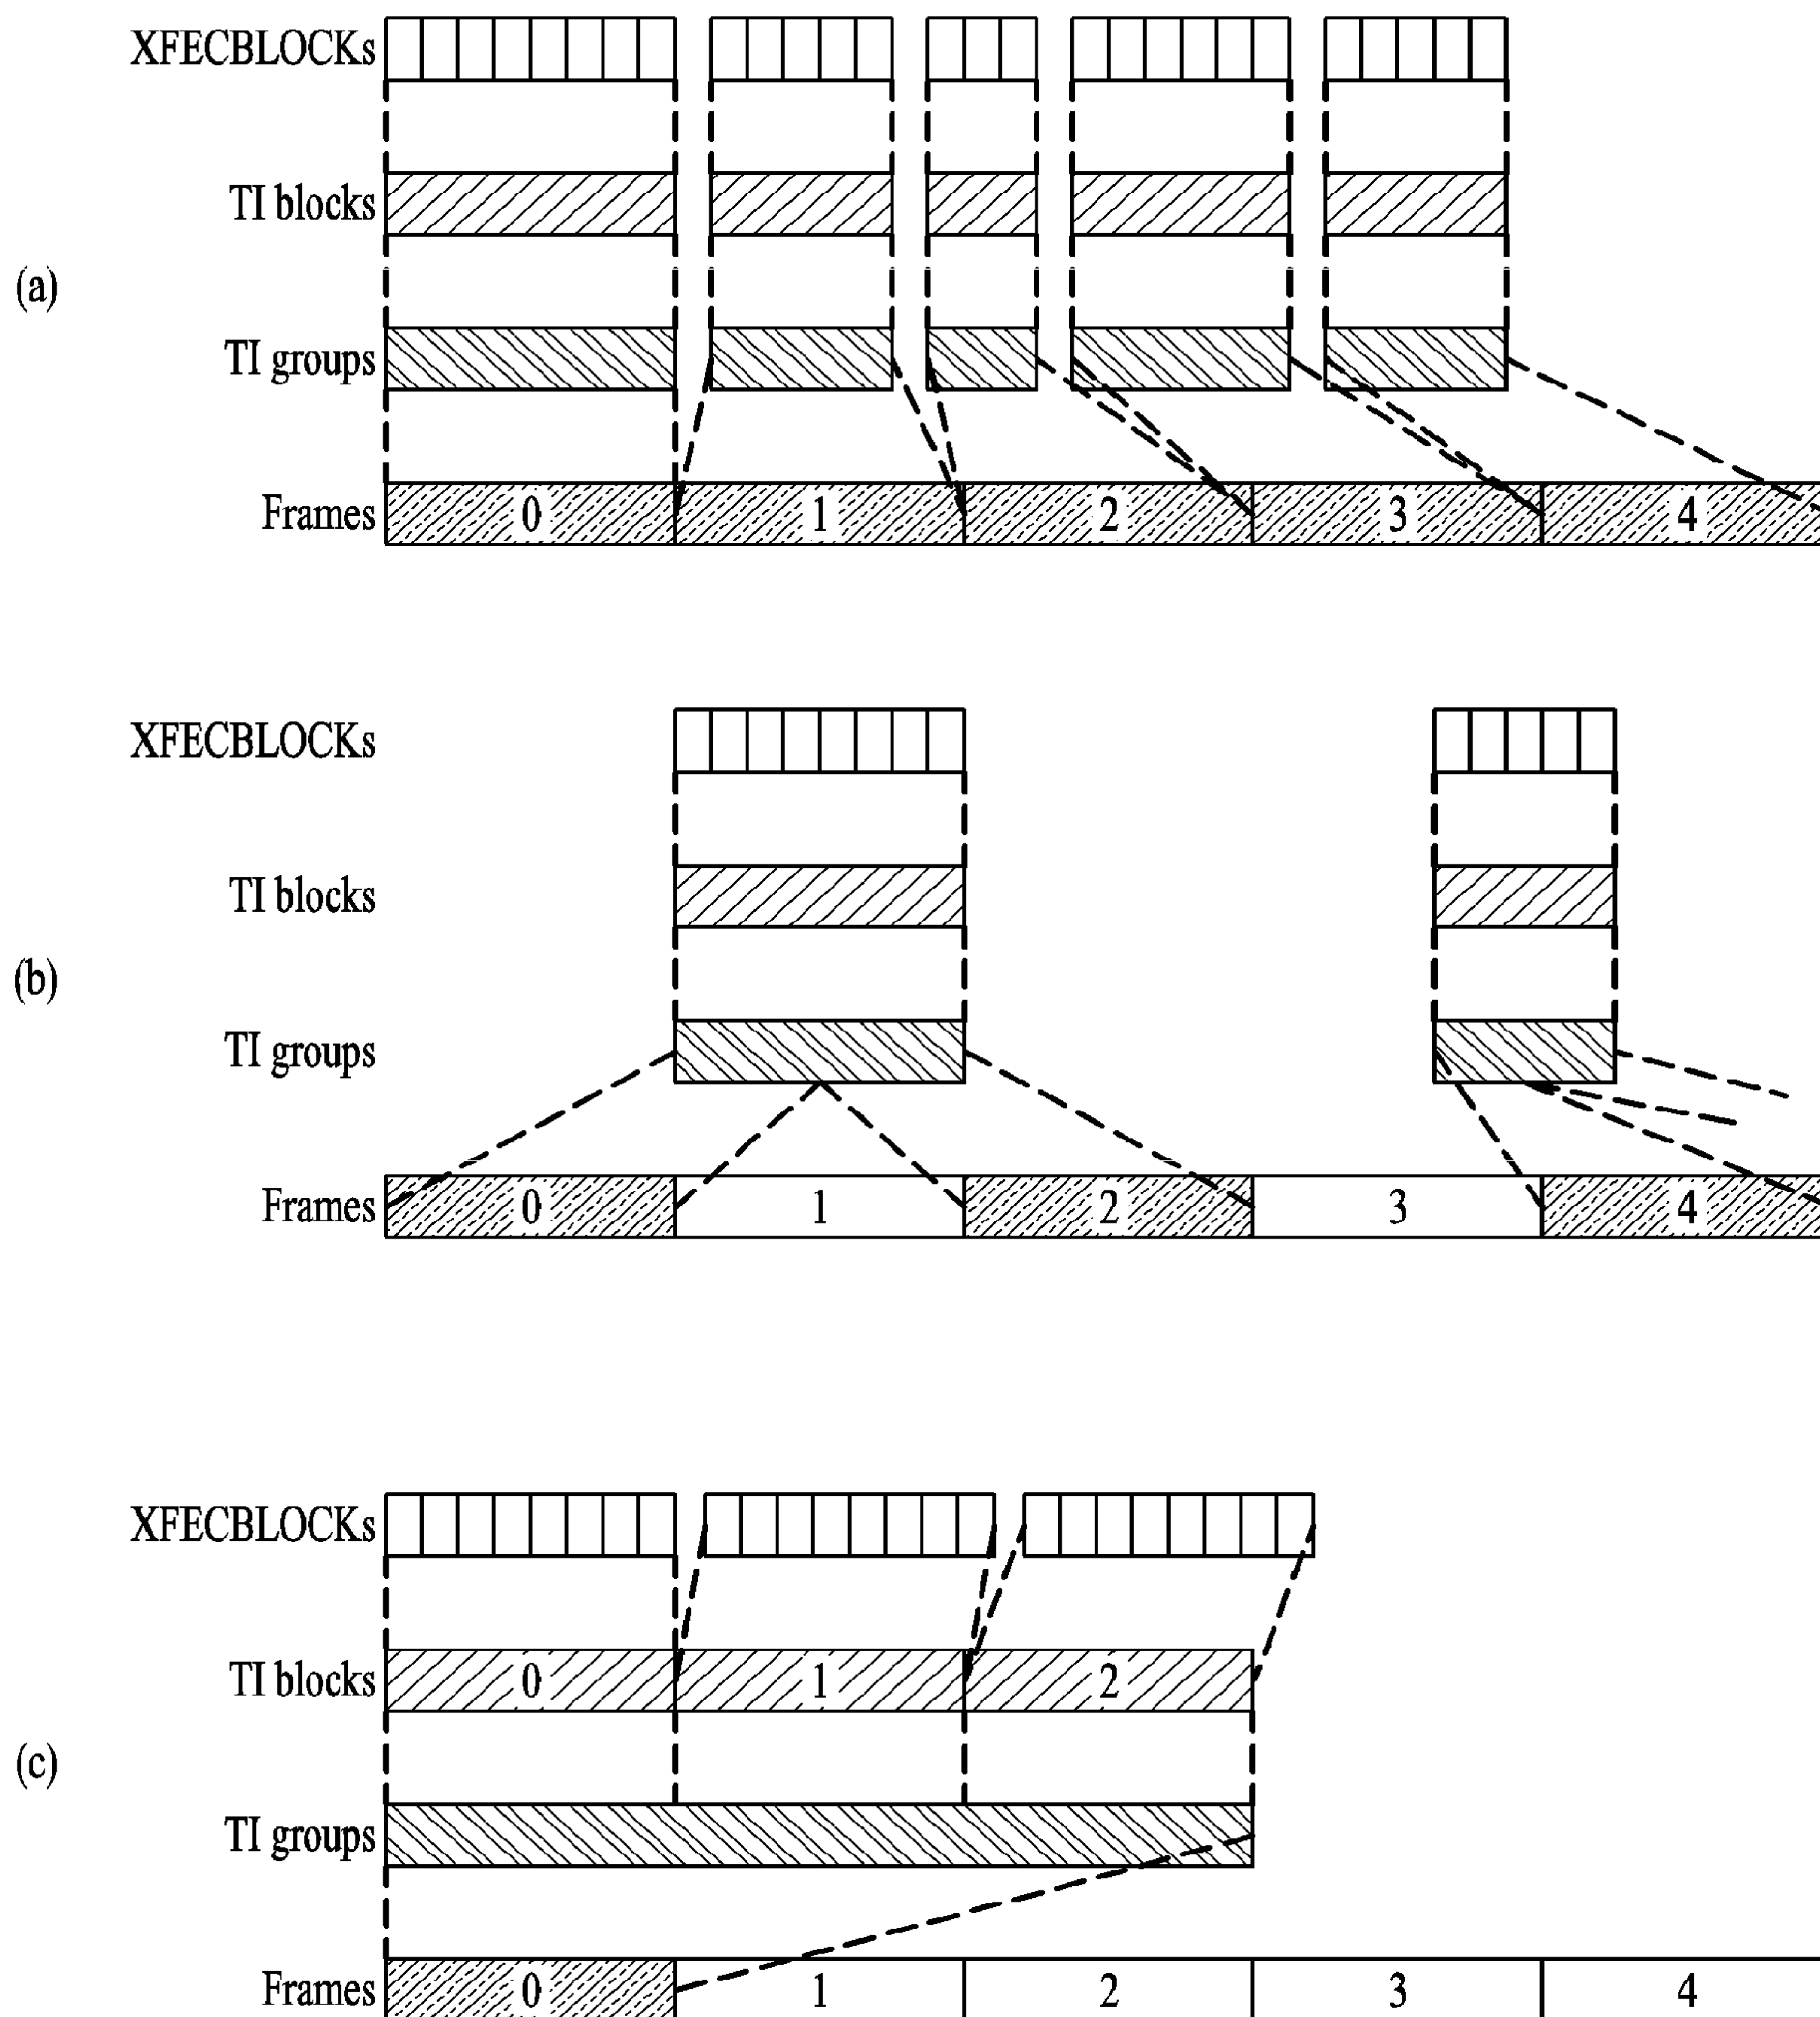 XFECBLOCKs
TI blocks
(a)
TI groups
Frames 0 1 2 3 4
XFECBLOCKs
TI blocks
(b)
TI groups
Frames 0 1 2 3 4
XFECBLOCKs
TI blocks 0 1 2
(c)
TI groups
Frames 0 1 2 3 4